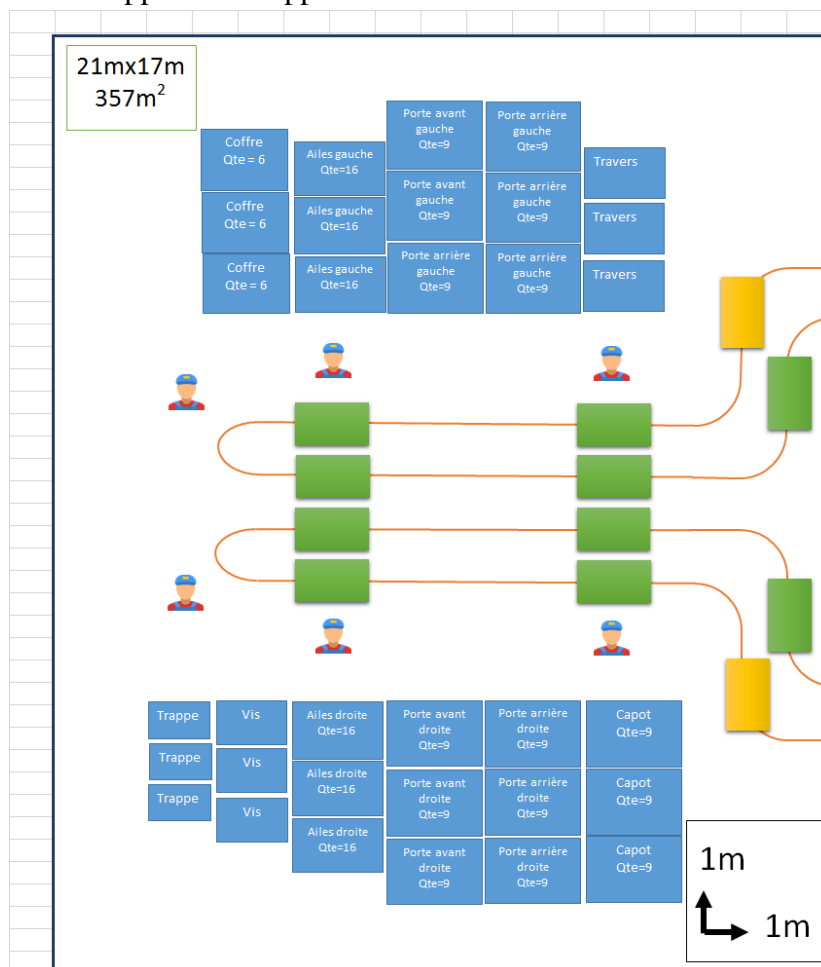 21mx17m
357m²
Coffre
Qte = 6
Coffre
Qte = 6
Coffre
Qte = 6
Ailes gauche
Qte=16
Ailes gauche
Qte=16
Ailes gauche
Qte=16
Porte avant
gauche
Qte=9
Porte avant
gauche
Qte=9
Porte arrière
gauche
Qte=9
Porte arrière
gauche
Qte=9
Porte arrière
gauche
Qte=9
Porte arrière
gauche
Qte=9
Travers
Travers
Travers
Trappe
Trappe
Trappe
Vis
Vis
Vis
Ailes droite
Qte=16
Ailes droite
Qte=16
Ailes droite
Qte=16
Porte avant
droite
Qte=9
Porte avant
droite
Qte=9
Porte avant
droite
Qte=9
Porte arrière
droite
Qte=9
Porte arrière
droite
Qte=9
Porte arrière
droite
Qte=9
Capot
Qte=9
Capot
Qte=9
Capot
Qte=9
1m
1m